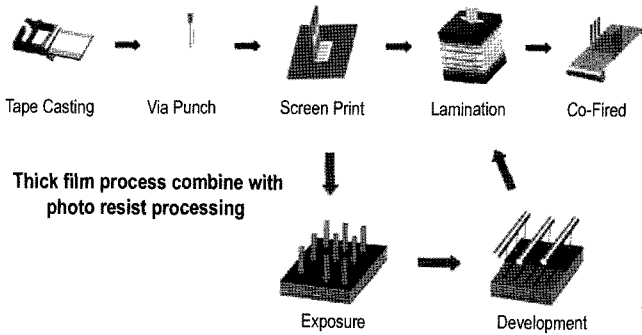 Tape Casting
Via Punch
Screen Print
Lamination
Co-Fired
Thick film process combine with
photo resist processing
Exposure
Development